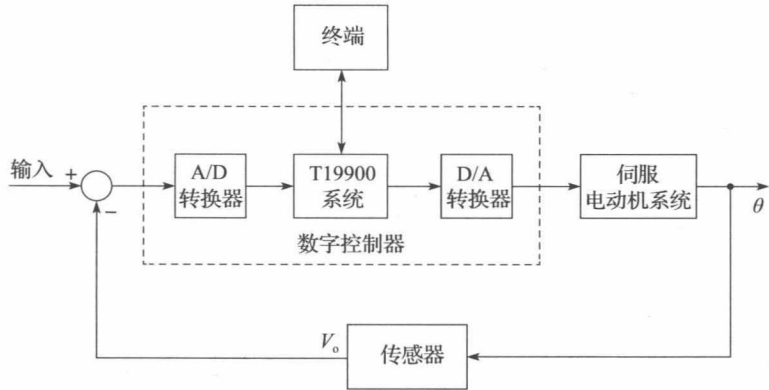 终端
输入
+
−
A/D
转换器
T19900
系统
D/A
转换器
数字控制器
伺服
电动机系统
θ
Vo
传感器